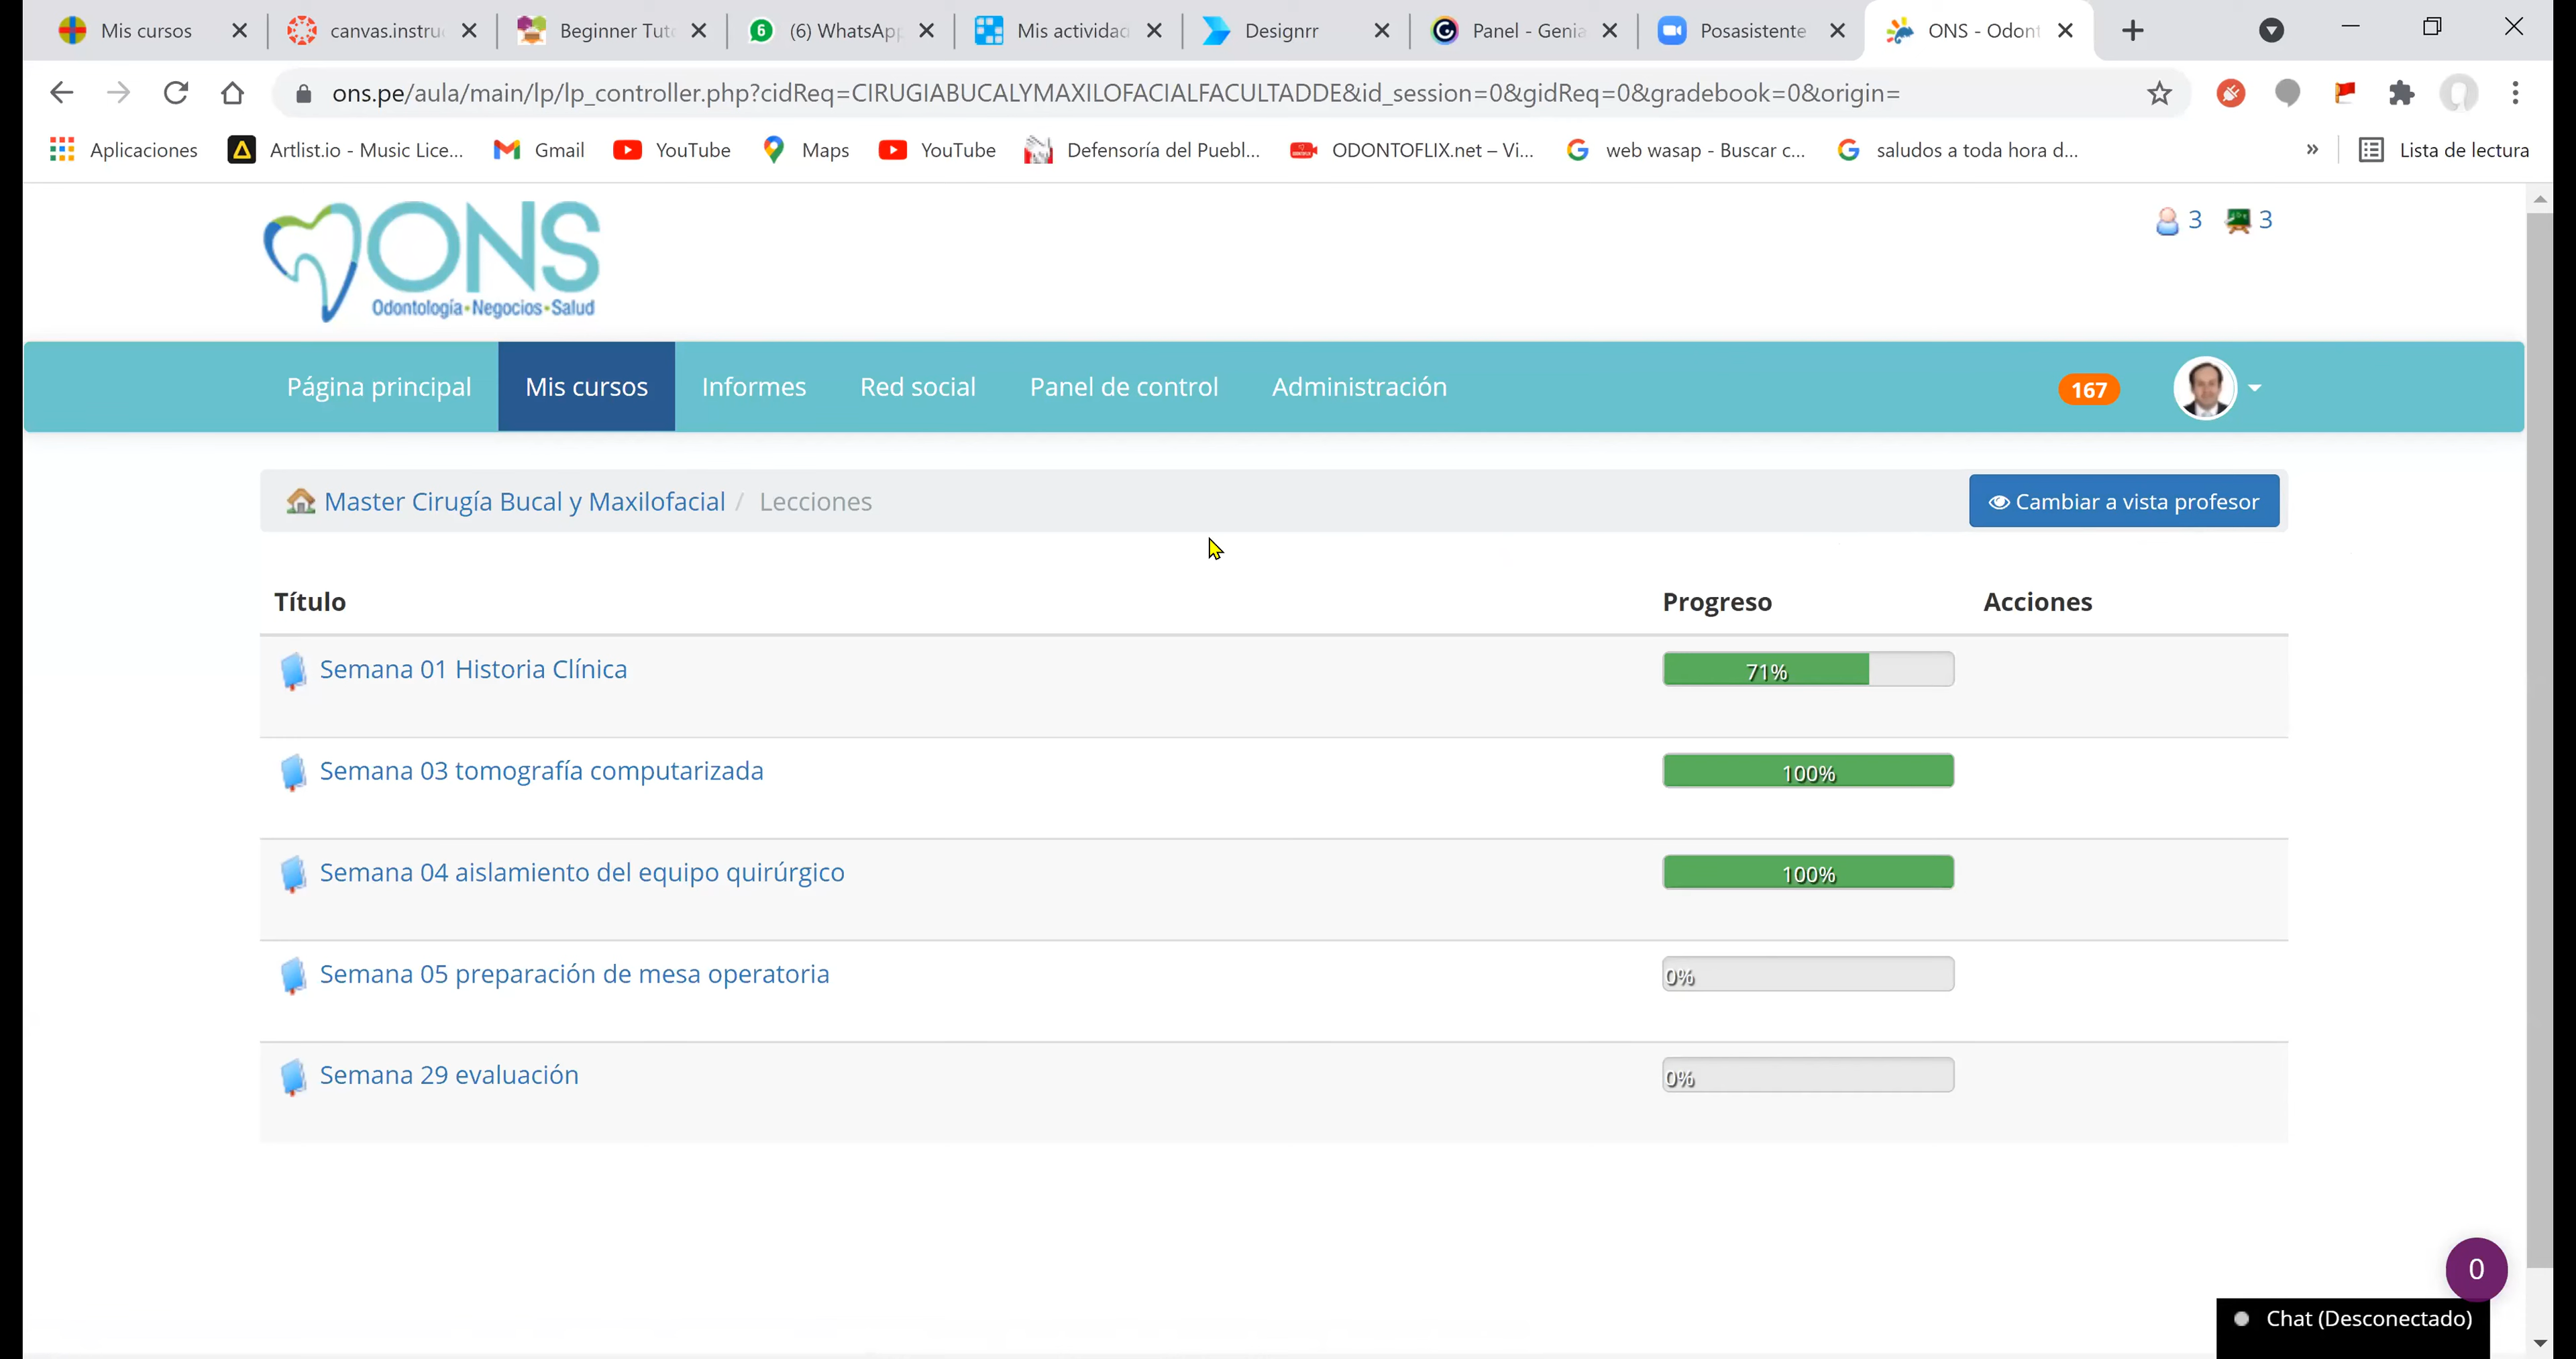 Mis cursos
canvas.instruc
Beginner Tuto
6
(6) WhatsApp
Mis actividad
Designrr
Panel - Genia
Posasistente
ONS - Odont
ons.pe/aula/main/lp/lp_controller.php?cidReq=CIRUGIABUCALYMAXILOFACIALFACULTADDE&id_session=0&gidReq=0&gradebook=0&origin=
Aplicaciones
Artlist.io - Music Lice...
Gmail
YouTube
Maps
YouTube
Defensoría del Puebl...
ODONTOFLIX.net – Vi...
web wasap - Buscar c...
saludos a toda hora d...
»
Lista de lectura
ONS
Odontología•Negocios•Salud
3
3
Página principal
Mis cursos
Informes
Red social
Panel de control
Administración
167
Master Cirugía Bucal y Maxilofacial / Lecciones
Cambiar a vista profesor
Título
Progreso
Acciones
Semana 01 Historia Clínica
71%
Semana 03 tomografía computarizada
100%
Semana 04 aislamiento del equipo quirúrgico
100%
Semana 05 preparación de mesa operatoria
0%
Semana 29 evaluación
0%
0
Chat (Desconectado)